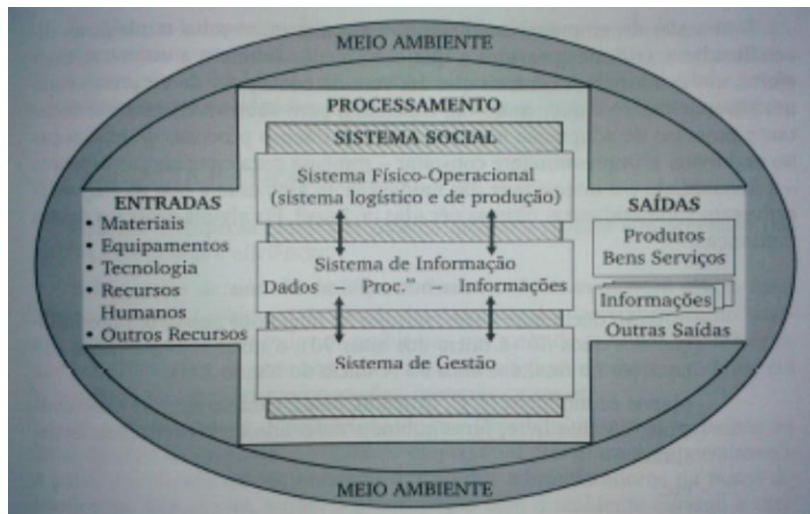 MEIO AMBIENTE
PROCESSAMENTO
SISTEMA SOCIAL
Sistema Físico-Operacional
(sistema logístico e de produção)
ENTRADAS
• Materiais
• Equipamentos
• Tecnologia
• Recursos
Humanos
• Outros Recursos
Sistema de Informação
Dados – Proc.to – Informações
Sistema de Gestão
SAÍDAS
Produtos
Bens Serviços
Informações
Outras Saídas
MEIO AMBIENTE